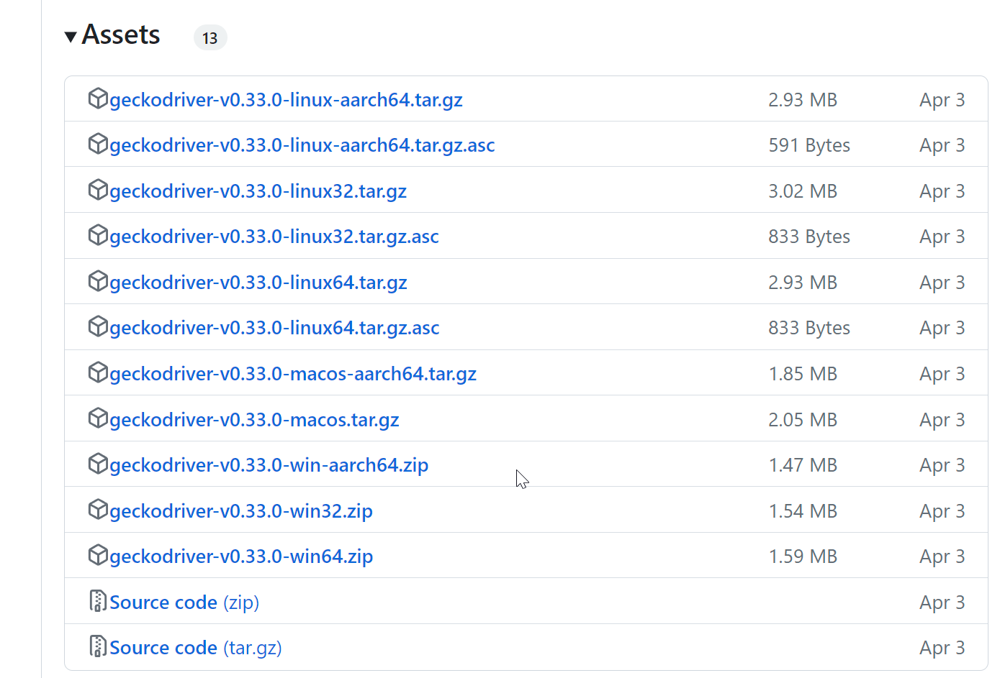 Assets 13
geckodriver-v0.33.0-linux-aarch64.tar.gz 2.93 MB Apr 3
geckodriver-v0.33.0-linux-aarch64.tar.gz.asc 591 Bytes Apr 3
geckodriver-v0.33.0-linux32.tar.gz 3.02 MB Apr 3
geckodriver-v0.33.0-linux32.tar.gz.asc 833 Bytes Apr 3
geckodriver-v0.33.0-linux64.tar.gz 2.93 MB Apr 3
geckodriver-v0.33.0-linux64.tar.gz.asc 833 Bytes Apr 3
geckodriver-v0.33.0-macos-aarch64.tar.gz 1.85 MB Apr 3
geckodriver-v0.33.0-macos.tar.gz 2.05 MB Apr 3
geckodriver-v0.33.0-win-aarch64.zip 1.47 MB Apr 3
geckodriver-v0.33.0-win32.zip 1.54 MB Apr 3
geckodriver-v0.33.0-win64.zip 1.59 MB Apr 3
Source code (zip) Apr 3
Source code (tar.gz) Apr 3